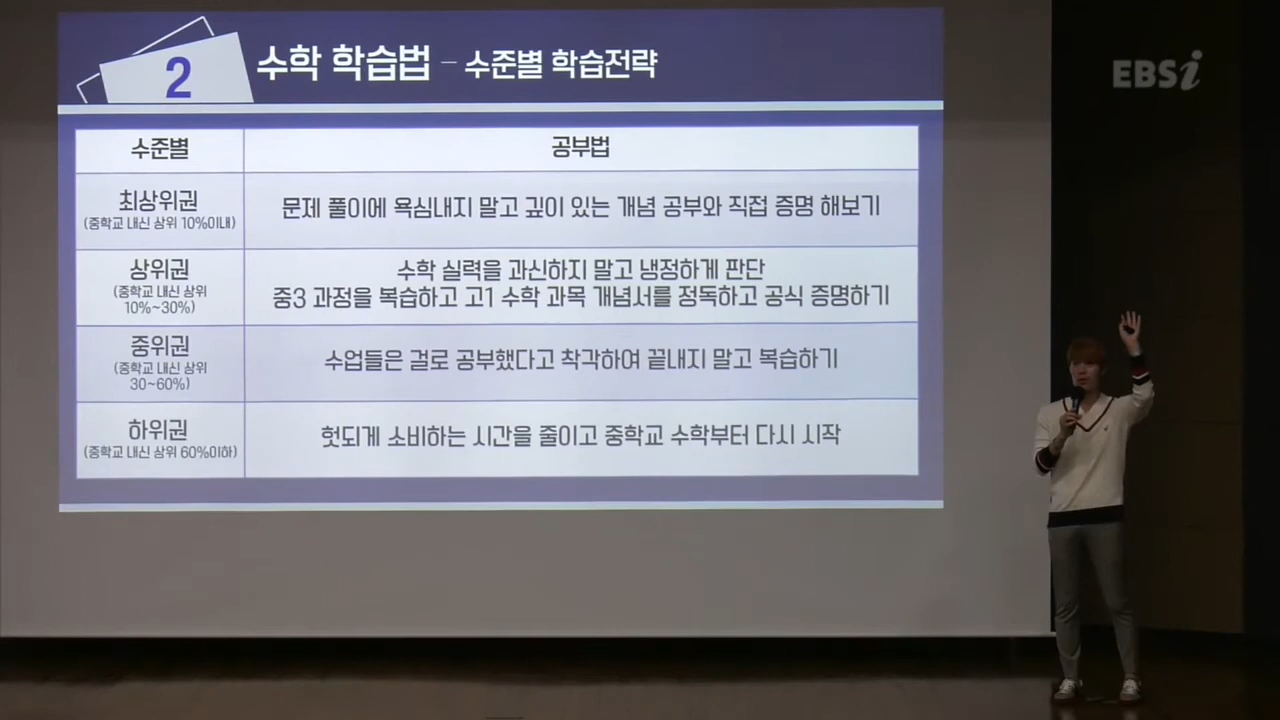 2
수학 학습법 – 수준별 학습전략
EBSi
수준별
공부법
최상위권
(중학교 내신 상위 10%이내)
문제 풀이에 욕심내지 말고 깊이 있는 개념 공부와 직접 증명 해보기
상위권
(중학교 내신 상위
10%~30%)
수학 실력을 과신하지 말고 냉정하게 판단
중3 과정을 복습하고 고1 수학 과목 개념서를 정독하고 공식 증명하기
중위권
(중학교 내신 상위
30~60%)
수업들은 걸로 공부했다고 착각하여 끝내지 말고 복습하기
하위권
(중학교 내신 상위 60%이하)
헛되게 소비하는 시간을 줄이고 중학교 수학부터 다시 시작